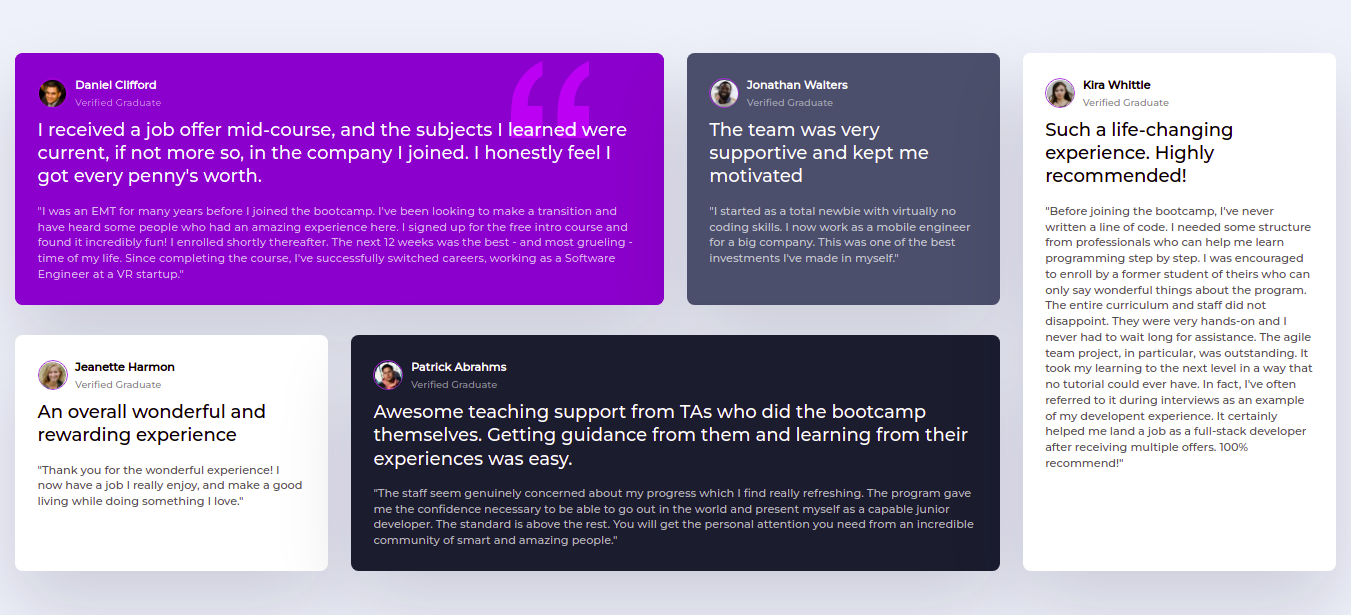 Daniel Clifford
Verified Graduate
I received a job offer mid-course, and the subjects I learned were
current, if not more so, in the company I joined. I honestly feel I
got every penny's worth.
"I was an EMT for many years before I joined the bootcamp. I've been looking to make a transition and
have heard some people who had an amazing experience here. I signed up for the free intro course and
found it incredibly fun! I enrolled shortly thereafter. The next 12 weeks was the best - and most grueling -
time of my life. Since completing the course, I've successfully switched careers, working as a Software
Engineer at a VR startup."
Jonathan Walters
Verified Graduate
The team was very
supportive and kept me
motivated
"I started as a total newbie with virtually no
coding skills. I now work as a mobile engineer
for a big company. This was one of the best
investments I've made in myself."
Kira Whittle
Verified Graduate
Such a life-changing
experience. Highly
recommended!
"Before joining the bootcamp, I've never
written a line of code. I needed some structure
from professionals who can help me learn
programming step by step. I was encouraged
to enroll by a former student of theirs who can
only say wonderful things about the program.
The entire curriculum and staff did not
disappoint. They were very hands-on and I
never had to wait long for assistance. The agile
team project, in particular, was outstanding. It
took my learning to the next level in a way that
no tutorial could ever have. In fact, I've often
referred to it during interviews as an example
of my developent experience. It certainly
helped me land a job as a full-stack developer
after receiving multiple offers. 100%
recommend!"
Jeanette Harmon
Verified Graduate
An overall wonderful and
rewarding experience
"Thank you for the wonderful experience! I
now have a job I really enjoy, and make a good
living while doing something I love."
Patrick Abrahms
Verified Graduate
Awesome teaching support from TAs who did the bootcamp
themselves. Getting guidance from them and learning from their
experiences was easy.
"The staff seem genuinely concerned about my progress which I find really refreshing. The program gave
me the confidence necessary to be able to go out in the world and present myself as a capable junior
developer. The standard is above the rest. You will get the personal attention you need from an incredible
community of smart and amazing people."